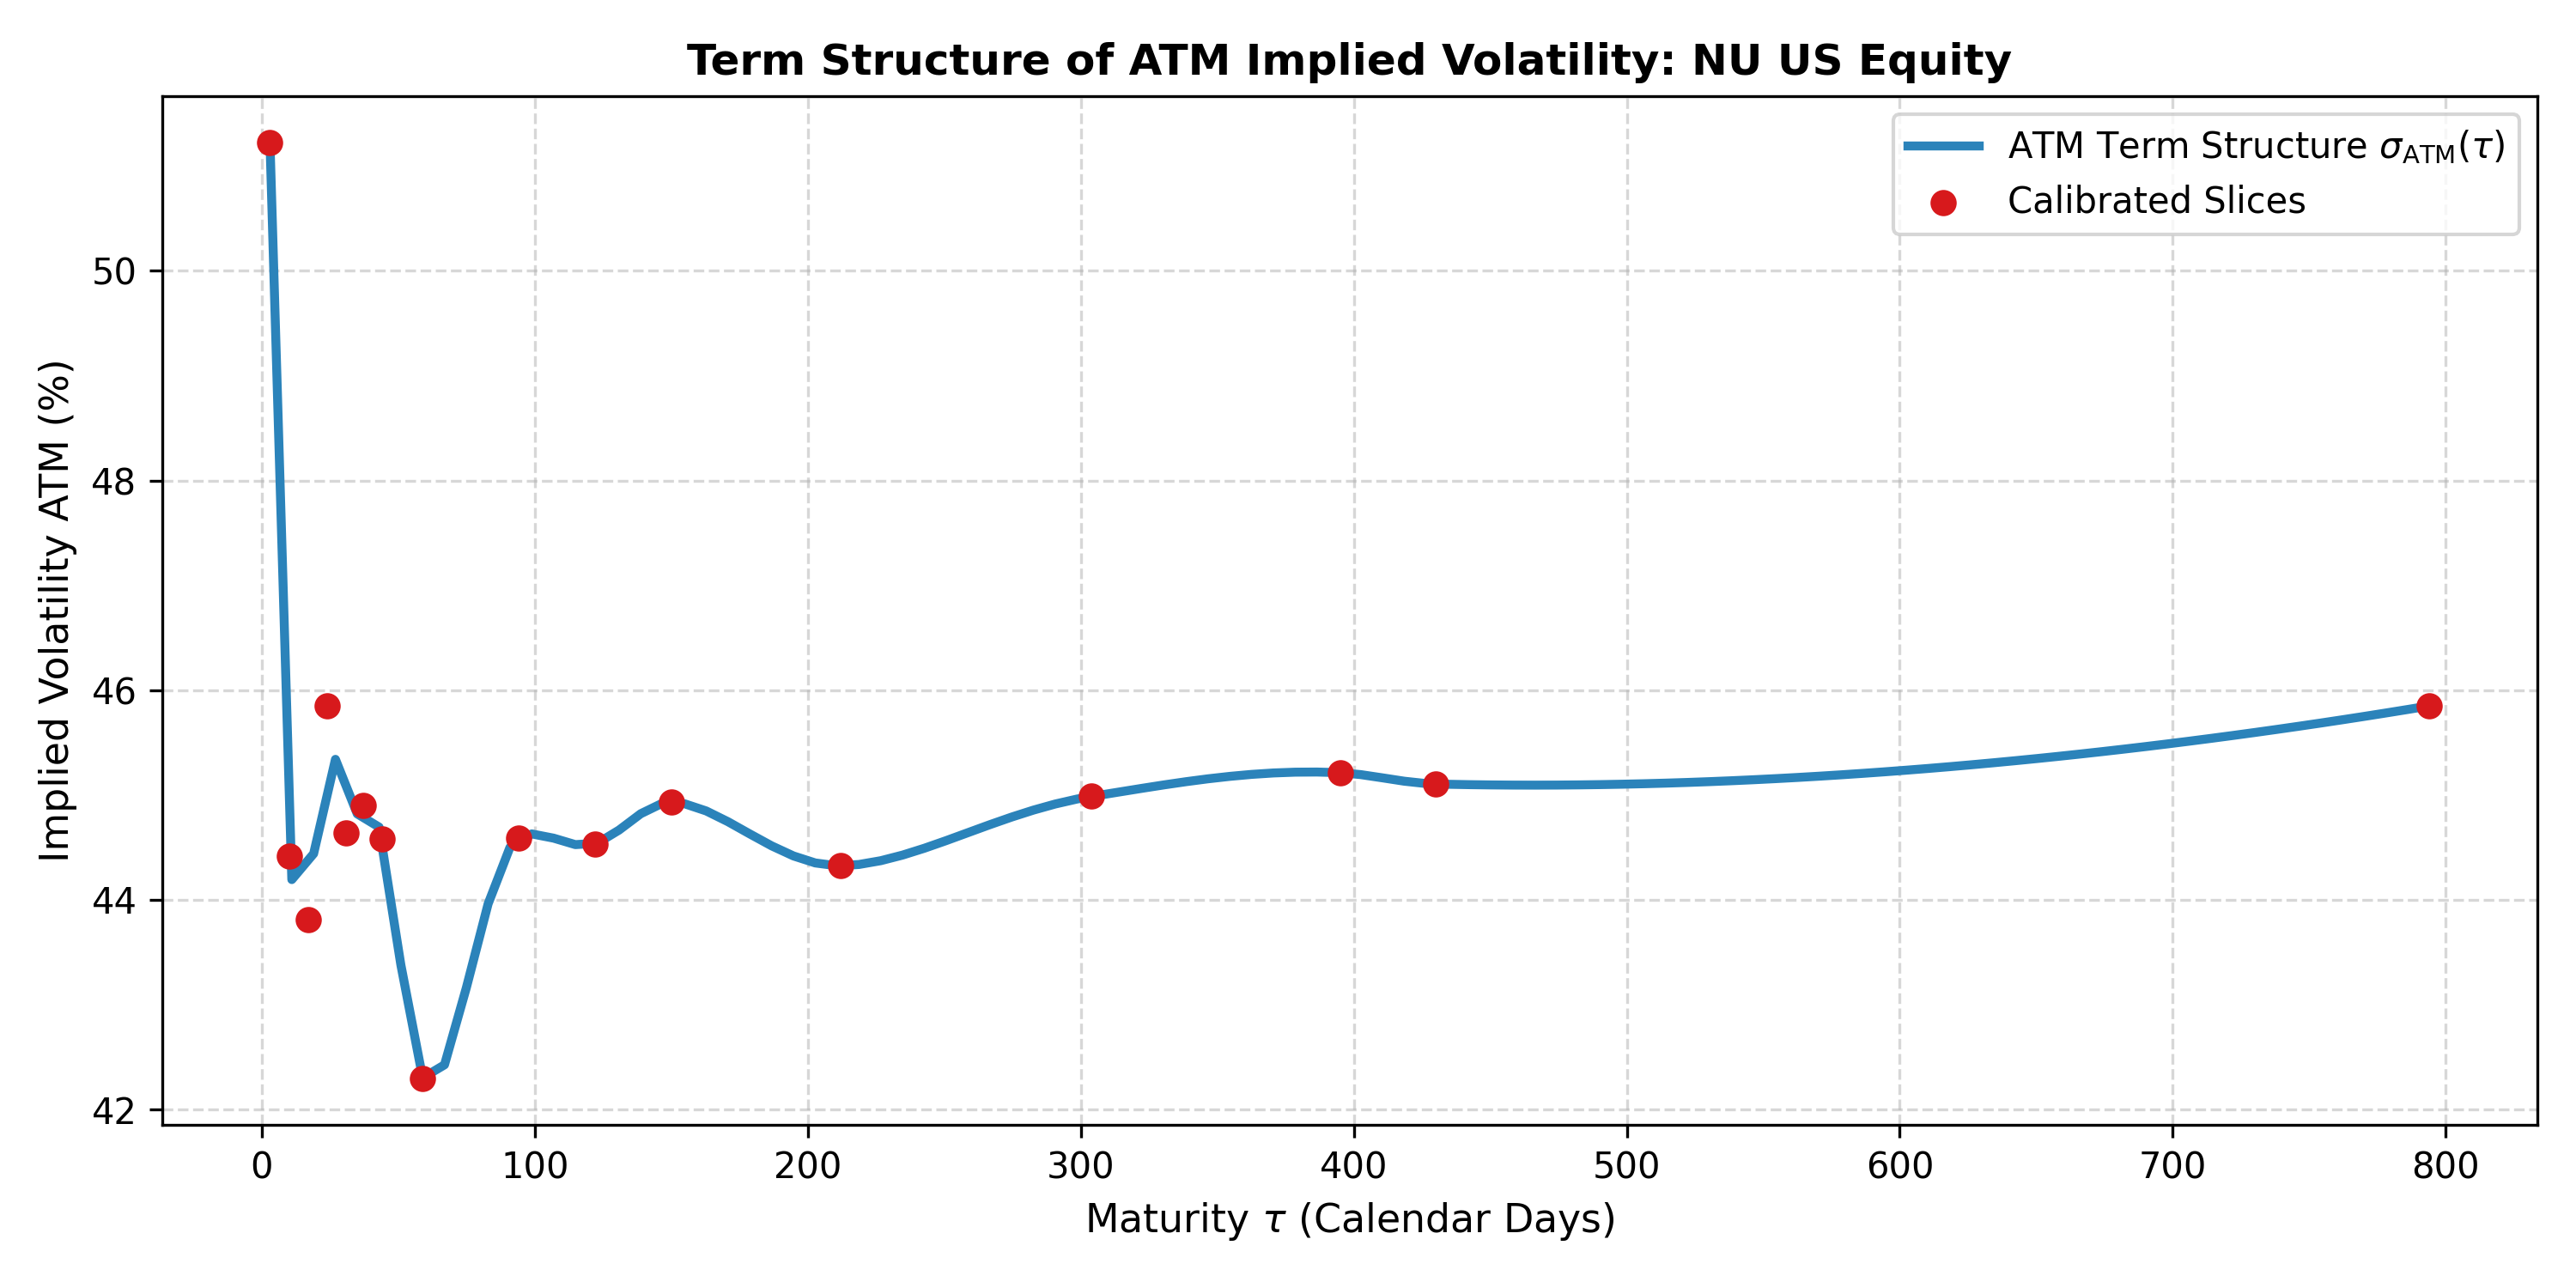 Term Structure of ATM Implied Volatility: NU US Equity
ATM Term Structure σATM(τ)
Calibrated Slices
Implied Volatility ATM (%)
50
48
46
44
42
0 100 200 300 400 500 600 700 800
Maturity τ (Calendar Days)